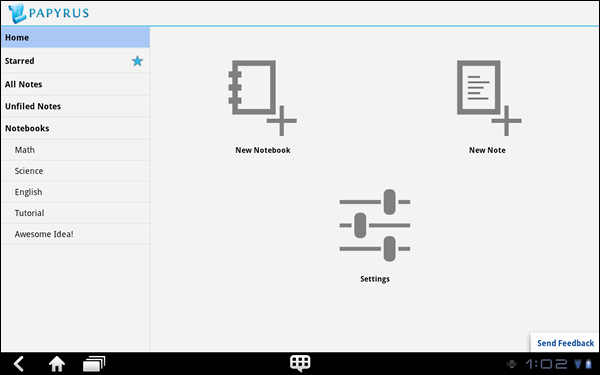 PAPYRUS
Home
Starred
All Notes
Unfiled Notes
Notebooks
Math
Science
English
Tutorial
Awesome Idea!
New Notebook
New Note
Settings
Send Feedback
1:02